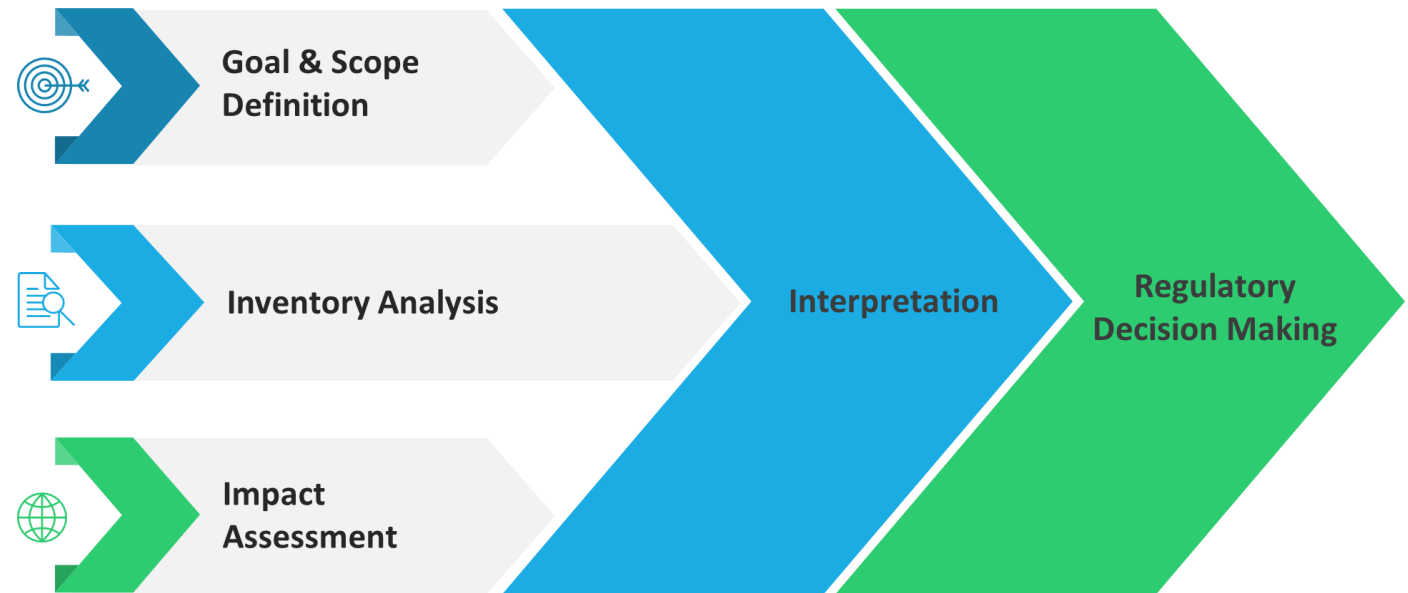 Goal & Scope
Definition
Inventory Analysis
Impact
Assessment
Interpretation
Regulatory
Decision Making